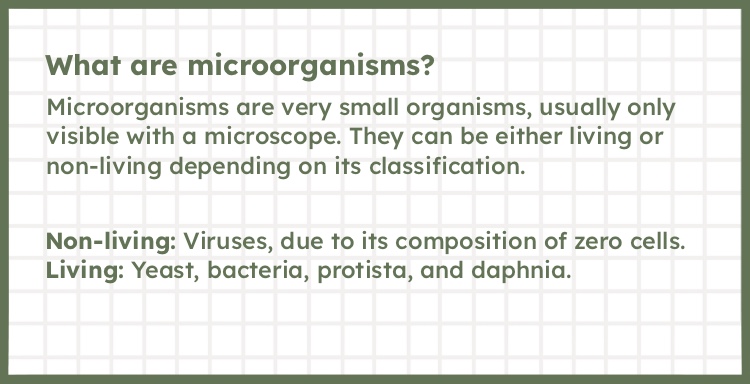 What are microorganisms?
Microorganisms are very small organisms, usually only
visible with a microscope. They can be either living or
non-living depending on its classification.
Non-living: Viruses, due to its composition of zero cells.
Living: Yeast, bacteria, protista, and daphnia.